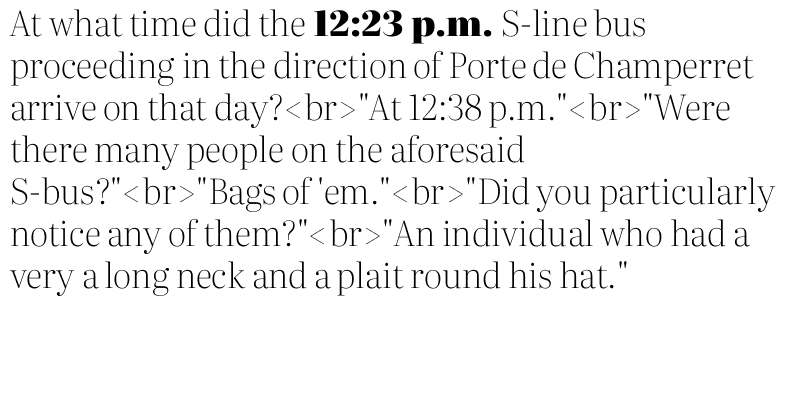 At what time did the 12:23 p.m. S-line bus
proceeding in the direction of Porte de Champerret
arrive on that day?<br>"At 12:38 p.m."<br>"Were
there many people on the aforesaid
S-bus?"<br>"Bags of 'em."<br>"Did you particularly
notice any of them?"<br>"An individual who had a
very a long neck and a plait round his hat."